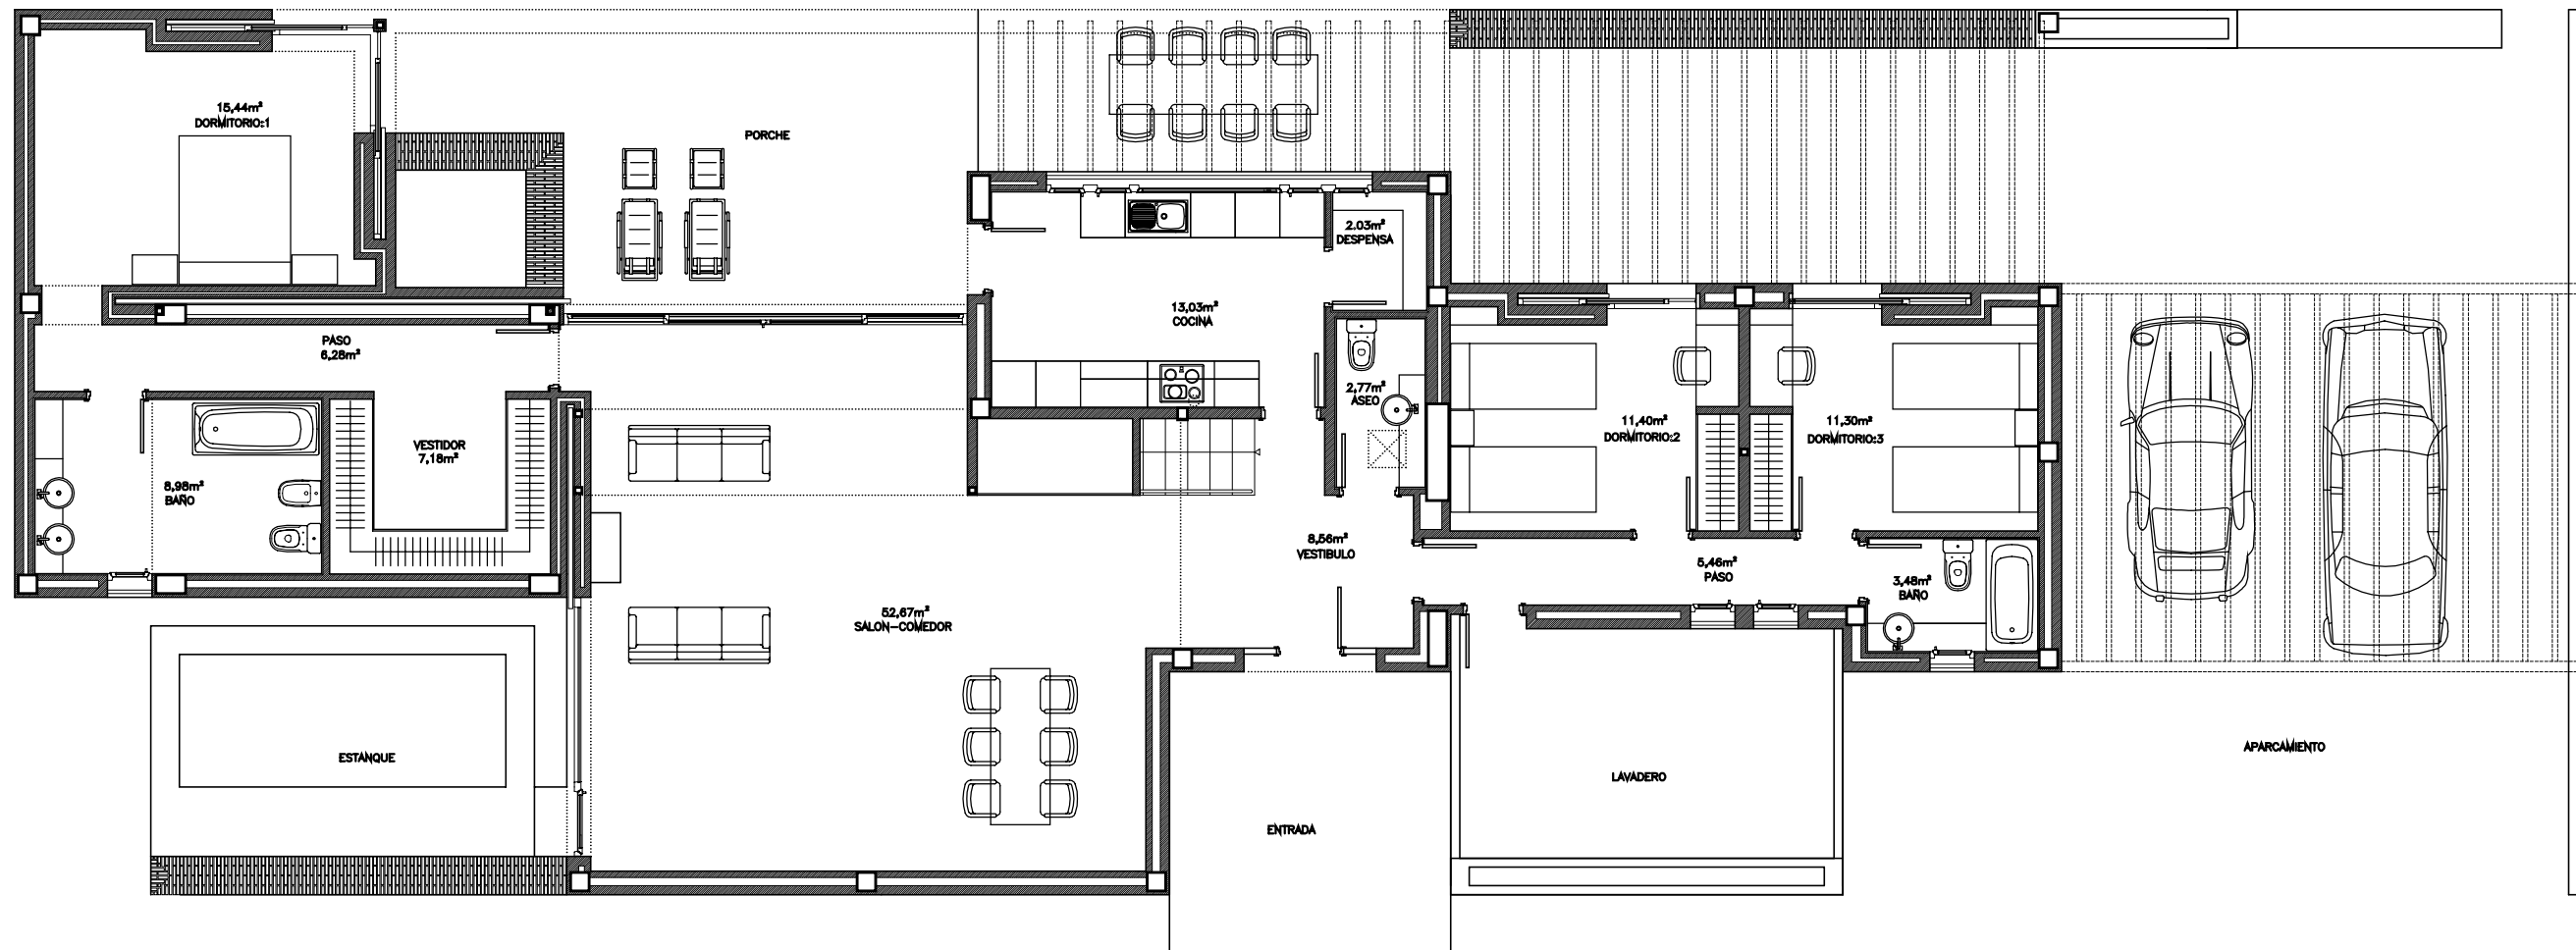 15,44m²
DORMITORIO:1
PORCHE
2.03m²
DESPENSA
13,03m²
COCINA
PASO
6,28m²
2,77m²
ASEO
11,40m²
DORMITORIO:2
11,30m²
DORMITORIO:3
VESTIDOR
7,18m²
8,98m²
BAÑO
8,56m²
VESTIBULO
5,46m²
PASO
3,48m²
BAÑO
52,67m²
SALON-COMEDOR
ESTANQUE
LAVADERO
APARCAMIENTO
ENTRADA